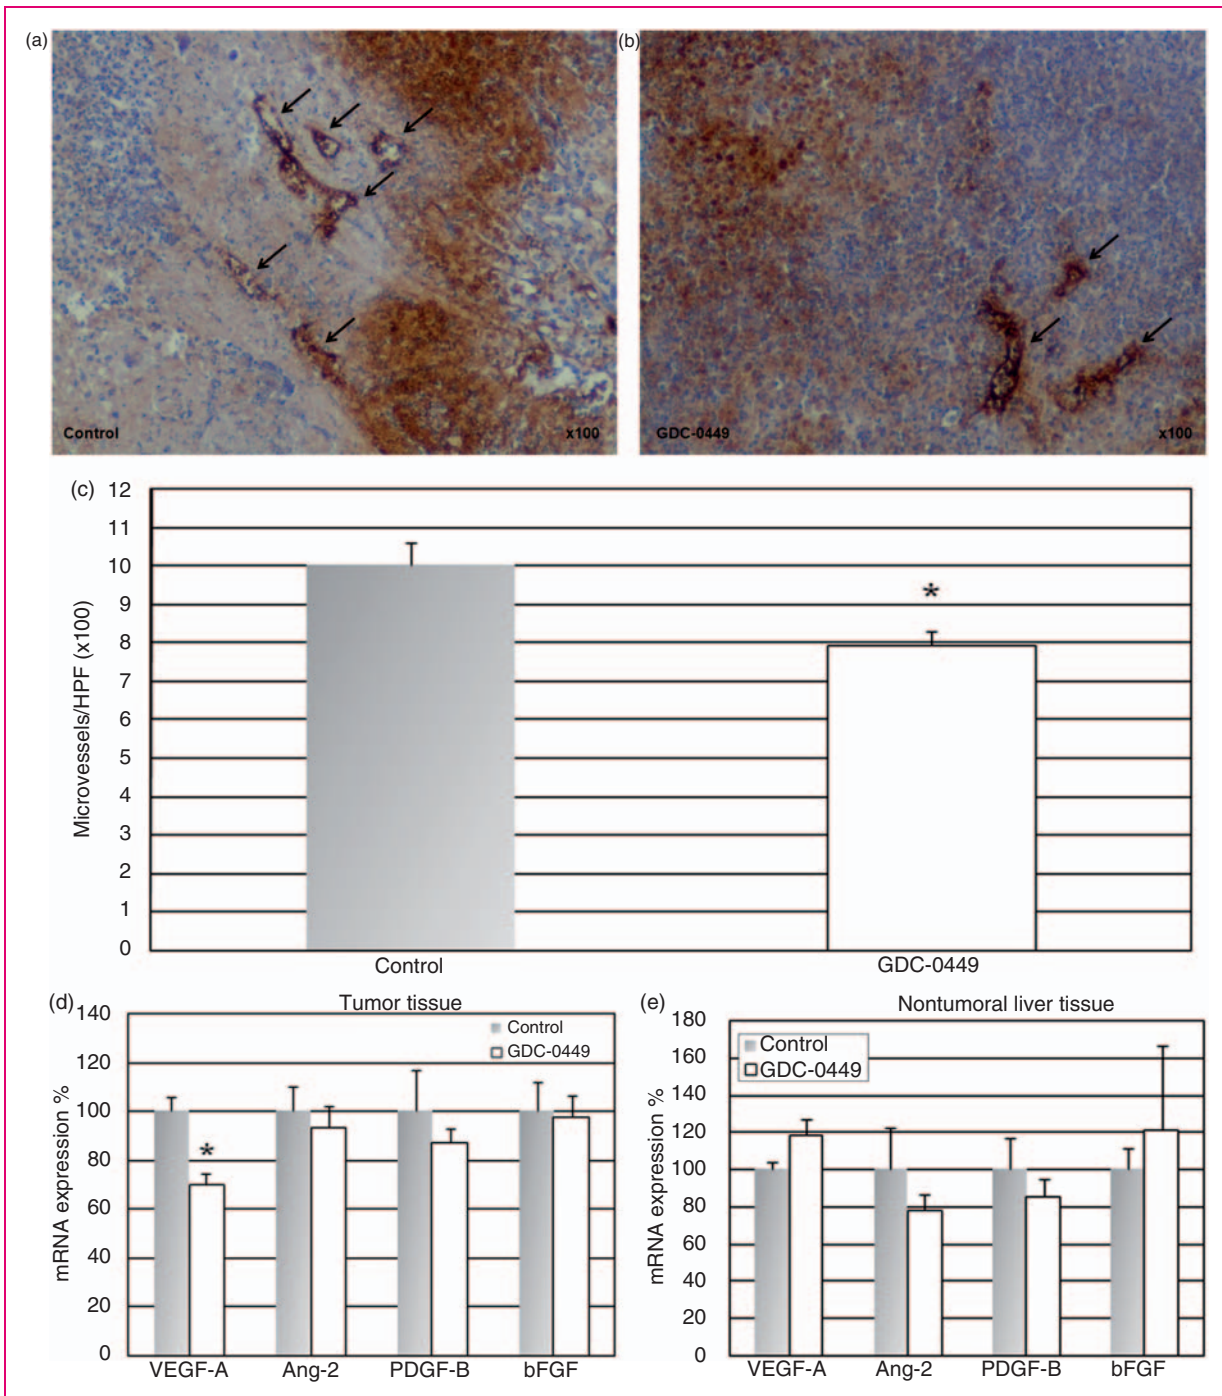 (a)
(b)
Control
x100
GDC-0449
x100
(c)
12
11
10
9
8
7
6
5
4
3
2
1
0
Microvessels/HPF (x100)
*
Control
GDC-0449
(d)
Tumor tissue
140
120
100
80
60
40
20
0
mRNA expression %
Control
GDC-0449
*
VEGF-A
Ang-2
PDGF-B
bFGF
(e)
Nontumoral liver tissue
180
160
140
120
100
80
60
40
20
0
mRNA expression %
Control
GDC-0449
VEGF-A
Ang-2
PDGF-B
bFGF